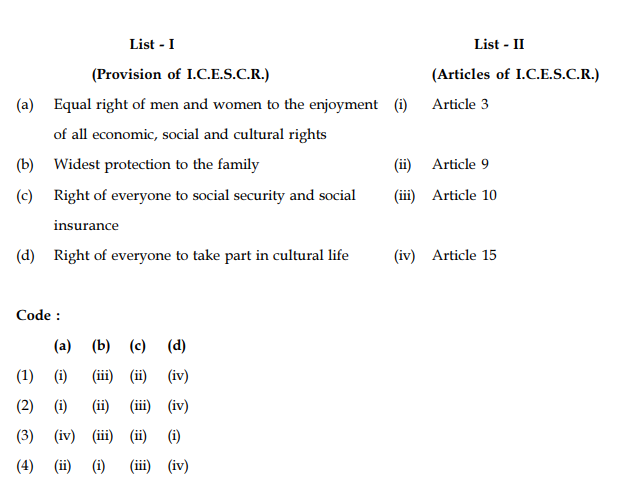 List - I List - II
(Provision of I.C.E.S.C.R.) (Articles of I.C.E.S.C.R.)
(a) Equal right of men and women to the enjoyment (i) Article 3
of all economic, social and cultural rights
(b) Widest protection to the family (ii) Article 9
(c) Right of everyone to social security and social (iii) Article 10
insurance
(d) Right of everyone to take part in cultural life (iv) Article 15
Code :
(a) (b) (c) (d)
(1) (i) (iii) (ii) (iv)
(2) (i) (ii) (iii) (iv)
(3) (iv) (iii) (ii) (i)
(4) (ii) (i) (iii) (iv)